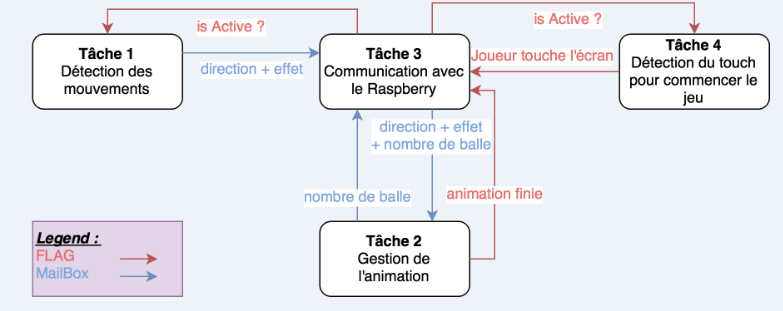 is Active ?
is Active ?
Tâche 1
Détection des
mouvements
direction + effet
Tâche 3
Communication avec
le Raspberry
Joueur touche l'écran
Tâche 4
Détection du touch
pour commencer le
jeu
direction + effet
+ nombre de balle
nombre de balle
animation finie
Tâche 2
Gestion de
l'animation
Legend :
FLAG
MailBox